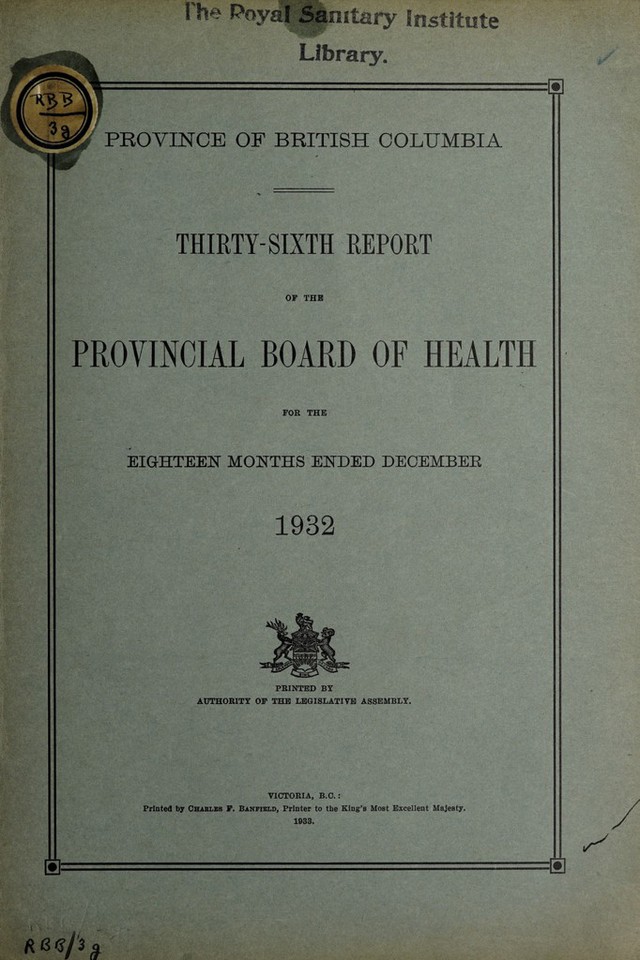 The Royal Sanitary Institute
Library.
RBB
3g
PROVINCE OF BRITISH COLUMBIA
THIRTY-SIXTH REPORT
OF THE
PROVINCIAL BOARD OF HEALTH
FOR THE
EIGHTEEN MONTHS ENDED DECEMBER
1932
PRINTED BY
AUTHORITY OF THE LEGISLATIVE ASSEMBLY.
VICTORIA, B.C.:
Printed by CHARLES F. BANFIELD, Printer to the King's Most Excellent Majesty.
1933.
RBB/3g